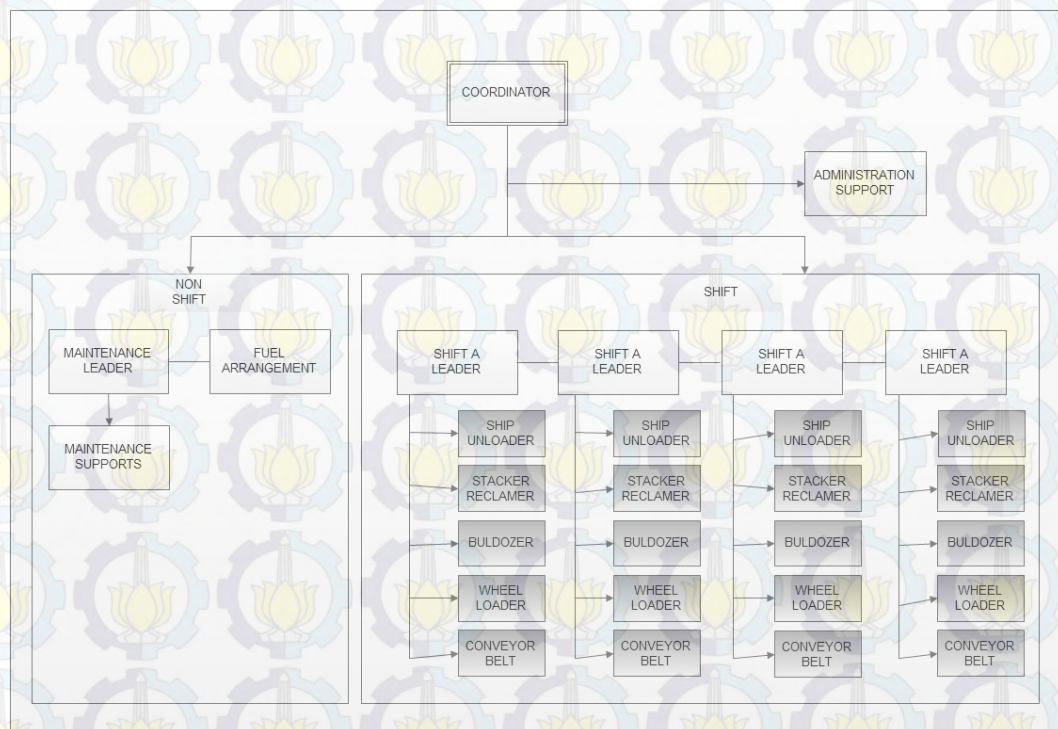 COORDINATOR
ADMINISTRATION
SUPPORT
NON
SHIFT
MAINTENANCE
LEADER
FUEL
ARRANGEMENT
MAINTENANCE
SUPPORTS
SHIFT
SHIFT A
LEADER
SHIP
UNLOADER
STACKER
RECLAMER
BULDOZER
WHEEL
LOADER
CONVEYOR
BELT
SHIFT A
LEADER
SHIP
UNLOADER
STACKER
RECLAMER
BULDOZER
WHEEL
LOADER
CONVEYOR
BELT
SHIFT A
LEADER
SHIP
UNLOADER
STACKER
RECLAMER
BULDOZER
WHEEL
LOADER
CONVEYOR
BELT
SHIFT A
LEADER
SHIP
UNLOADER
STACKER
RECLAMER
BULDOZER
WHEEL
LOADER
CONVEYOR
BELT